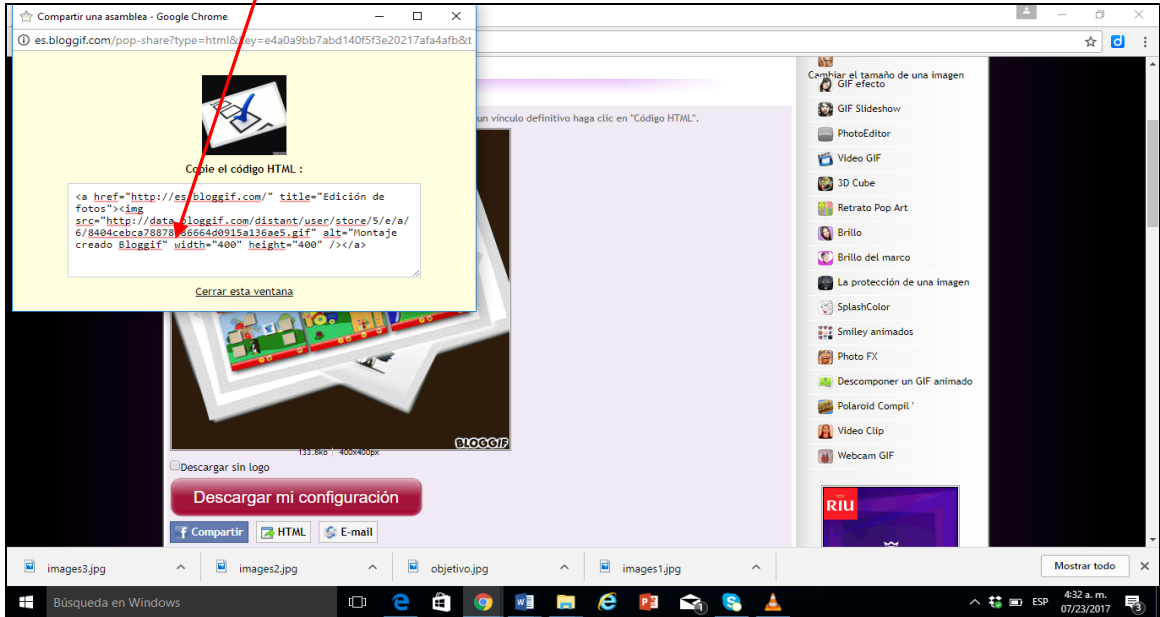 Compartir una asamblea - Google Chrome
es.bloggif.com/pop-share?type=html&key=e4a0a9bb7abd140f5f3e20217afa4afb&t
Copie el código HTML :
<a href="http://es.bloggif.com/" title="Edición de
fotos"><img
src="http://data.bloggif.com/distant/user/store/5/e/a/
alt="Montaje
creado Bloggif" width="400" height="400" /></a>
Cerrar esta ventana
un vínculo definitivo haga clic en "Código HTML".
BLOGGIF
133.8ko 400x400px
Descargar sin logo
Descargar mi configuración
f Compartir
HTML
E-mail
Cambiar el tamaño de una imagen
GIF efecto
GIF Slideshow
PhotoEditor
Video GIF
3D Cube
Retrato Pop Art
Brillo
Brillo del marco
La protección de una imagen
SplashColor
Smiley animados
Photo FX
Descomponer un GIF animado
Polaroid Compil '
Video Clip
Webcam GIF
RIU
images3.jpg
images2.jpg
objetivo.jpg
images1.jpg
Mostrar todo
Búsqueda en Windows
ESP
4:32 a. m.
07/23/2017
3